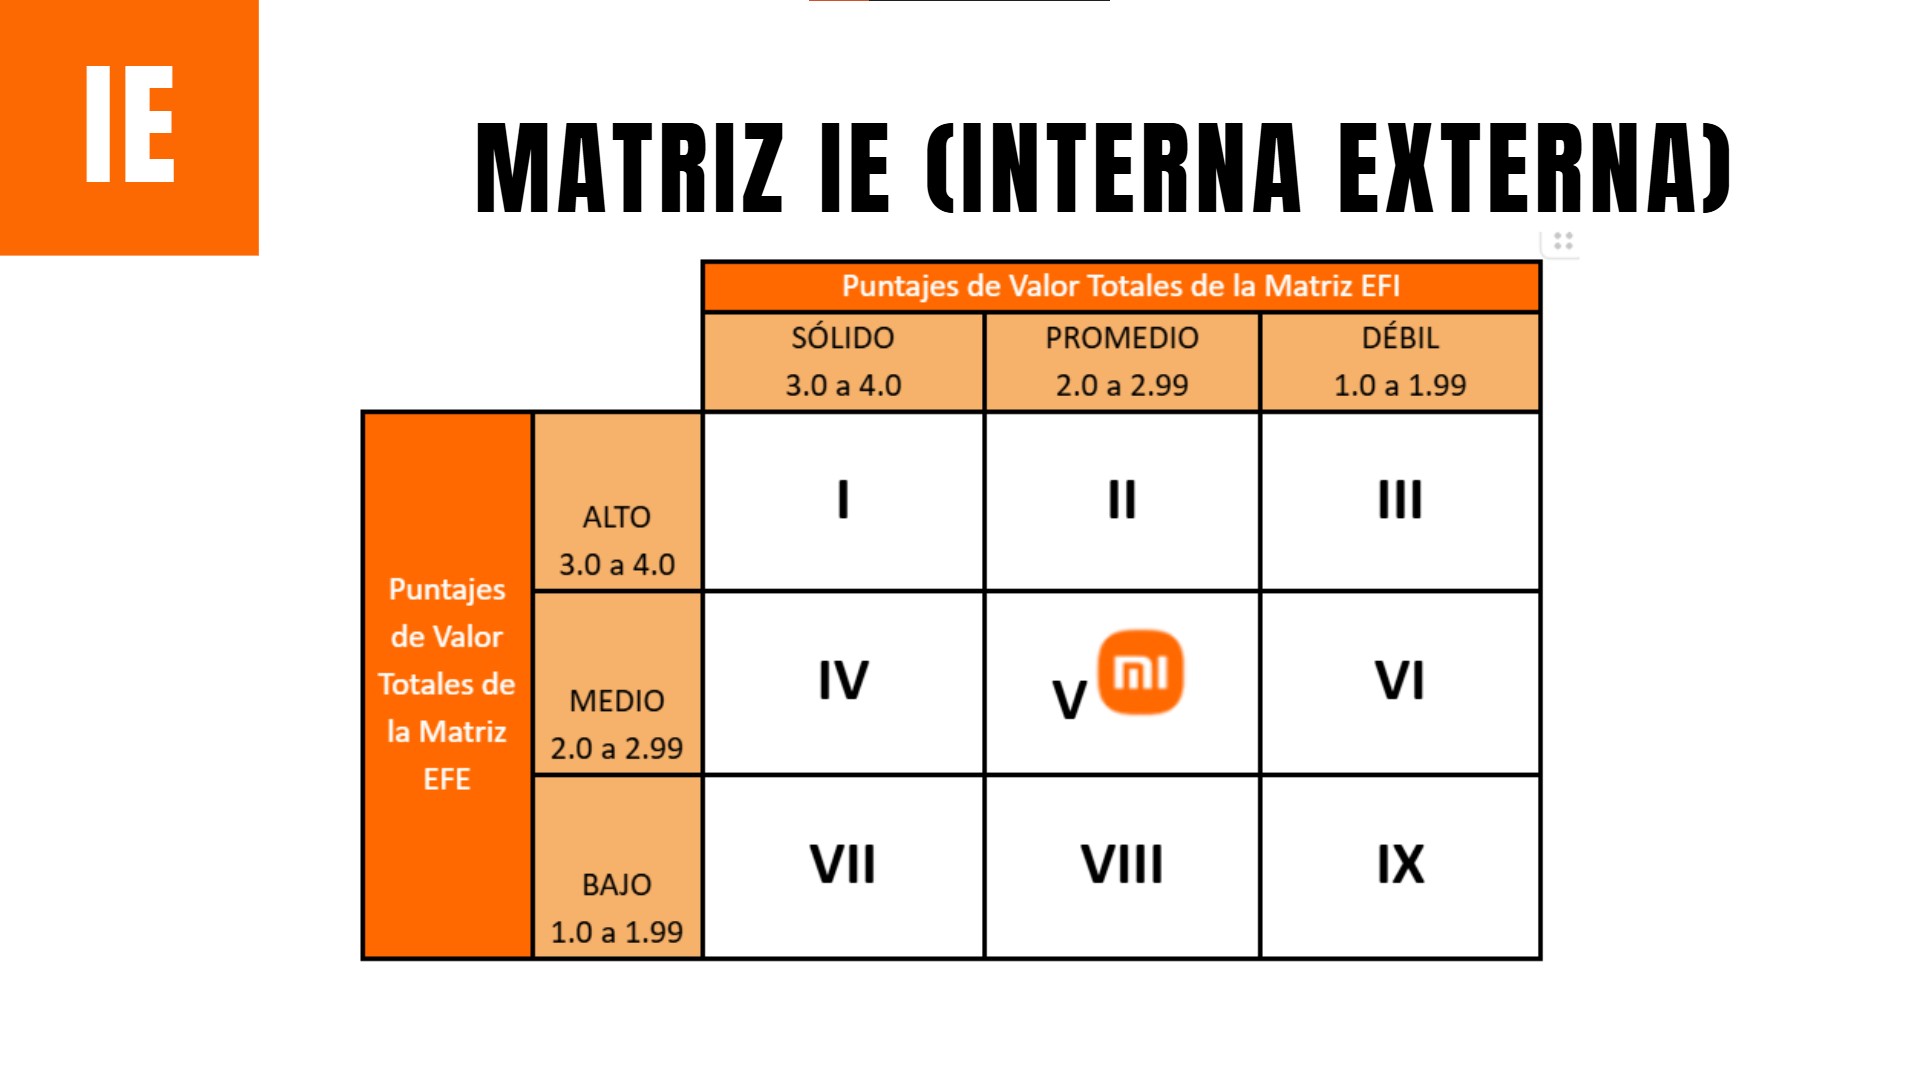 IE
MATRIZ IE (INTERNA EXTERNA)
Puntajes de Valor Totales de la Matriz EFI
SÓLIDO
3.0 a 4.0
PROMEDIO
2.0 a 2.99
DÉBIL
1.0 a 1.99
Puntajes
de Valor
Totales de
la Matriz
EFE
ALTO
3.0 a 4.0
I
II
III
MEDIO
2.0 a 2.99
IV
V
mi
VI
BAJO
1.0 a 1.99
VII
VIII
IX